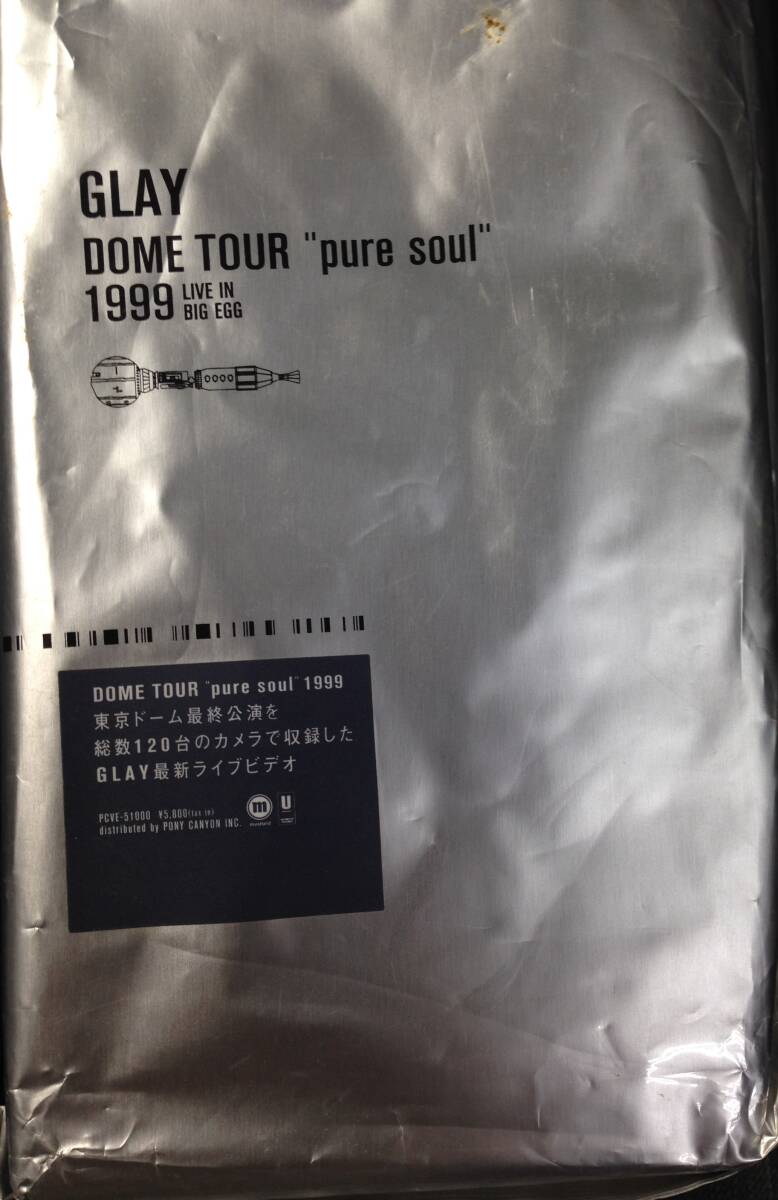 GLAY
DOME TOUR "pure soul"
1999 LIVE IN
BIG EGG
DOME TOUR "pure soul" 1999
東京ドーム最終公演を
総数120台のカメラで収録した
GLAY最新ライブビデオ
PCVE-51000 ¥5,800(tax in)
distributed by PONY CANYON INC.
m
U